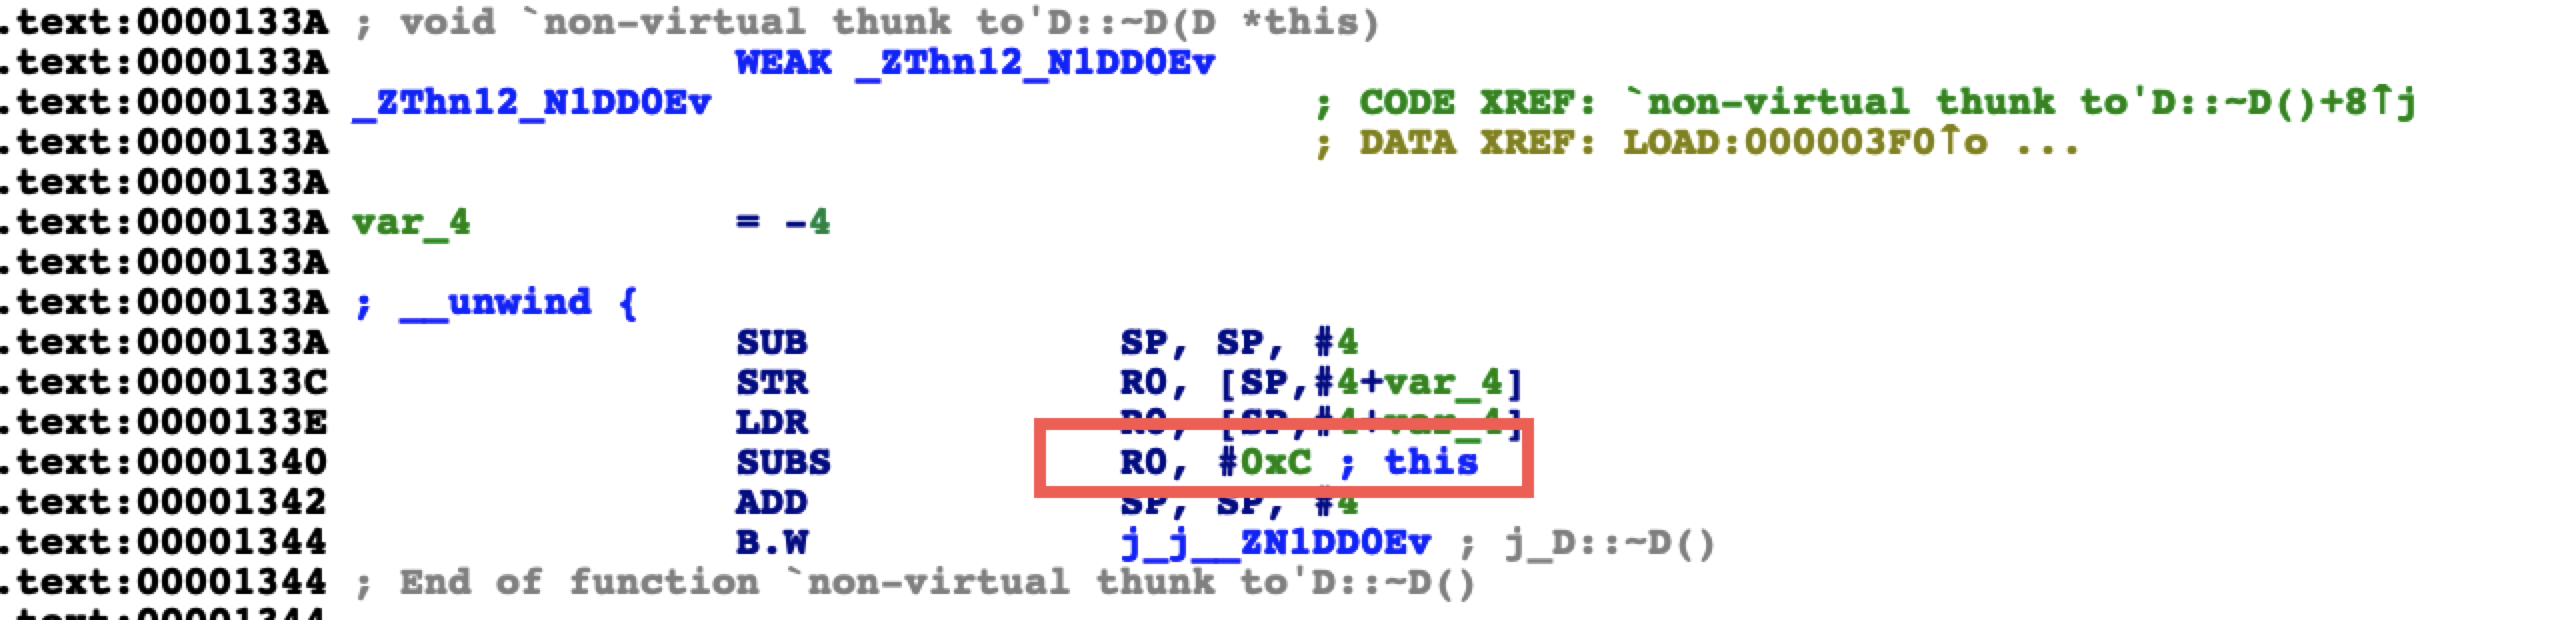 .text:0000133A ; void `non-virtual thunk to'D::~D(D *this)
.text:0000133A WEAK _ZThn12_N1DD0Ev
.text:0000133A _ZThn12_N1DD0Ev ; CODE XREF: `non-virtual thunk to'D::~D()+8↑j
.text:0000133A ; DATA XREF: LOAD:000003F0↑o ...
.text:0000133A
.text:0000133A var_4 = -4
.text:0000133A
.text:0000133A ; __unwind {
.text:0000133A SUB SP, SP, #4
.text:0000133C STR R0, [SP,#4+var_4]
.text:0000133E LDR R0, [SP,#4+var_4]
.text:00001340 SUBS R0, #0xC ; this
.text:00001342 ADD SP, SP, #4
.text:00001344 B.W j_j__ZN1DD0Ev ; j_D::~D()
.text:00001344 ; End of function `non-virtual thunk to'D::~D()
.text:00001344